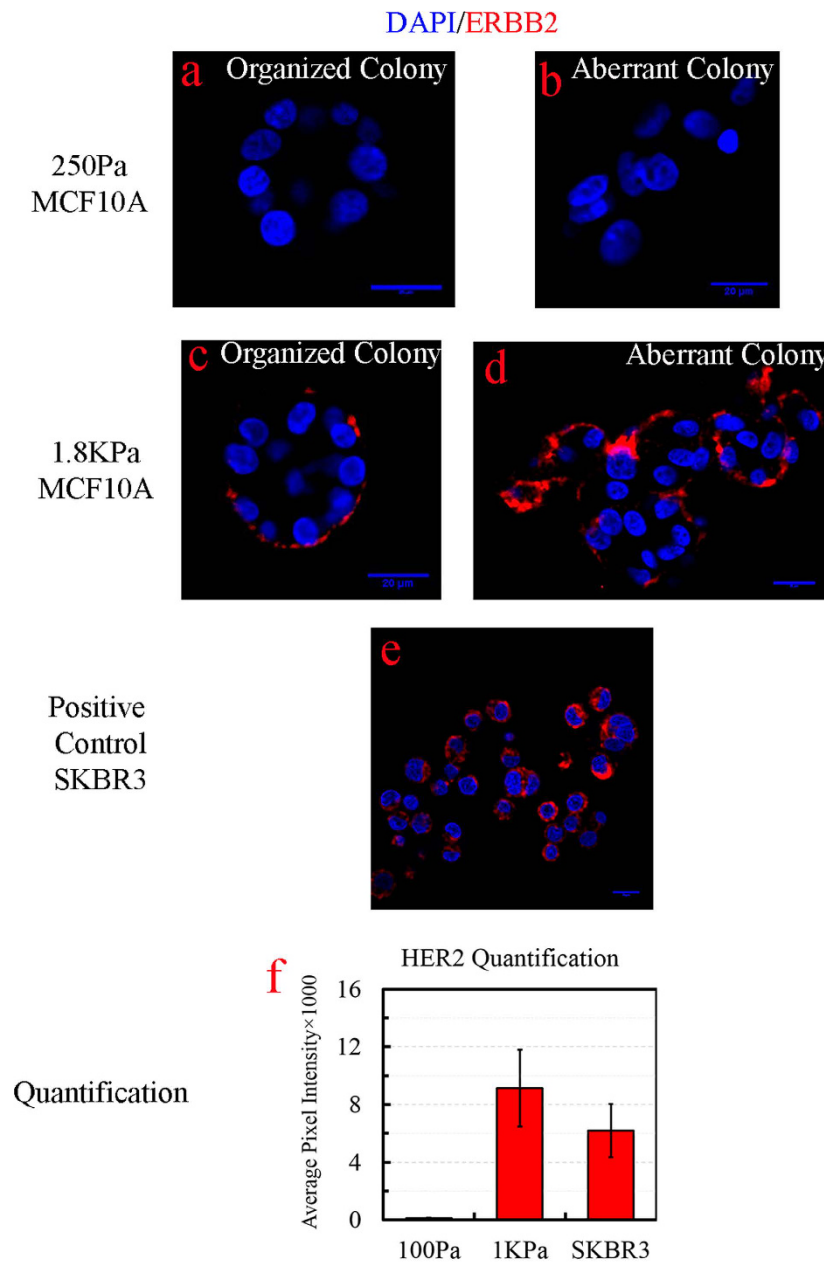 DAPI/ERBB2
a Organized Colony
b Aberrant Colony
250Pa
MCF10A
20 µm
c Organized Colony
d Aberrant Colony
1.8KPa
MCF10A
20 µm
e
Positive
Control
SKBR3
f
HER2 Quantification
Quantification
Average Pixel Intensity×1000
16
12
8
4
0
100Pa 1KPa SKBR3